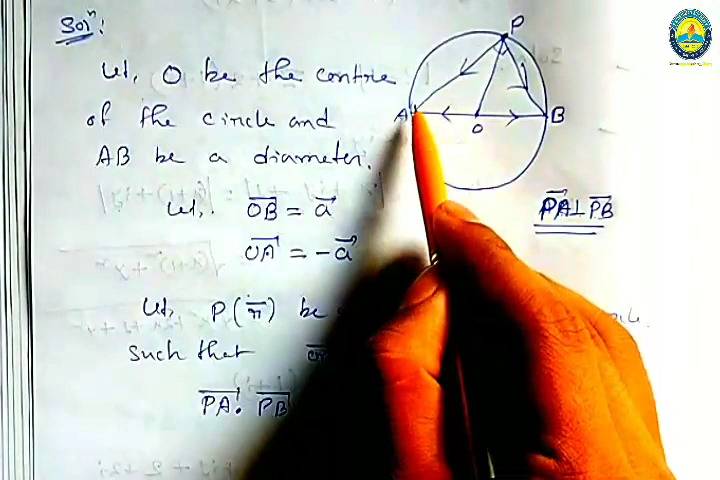 Solⁿ:
Let, O be the centre
of the circle and
AB be a diameter.
Let, OB⃗ = a⃗
OA⃗ = -a⃗
Let, P(r⃗) be
such that
PA⃗. PB⃗
P
A
O
B
PA⃗ ⊥ PB⃗